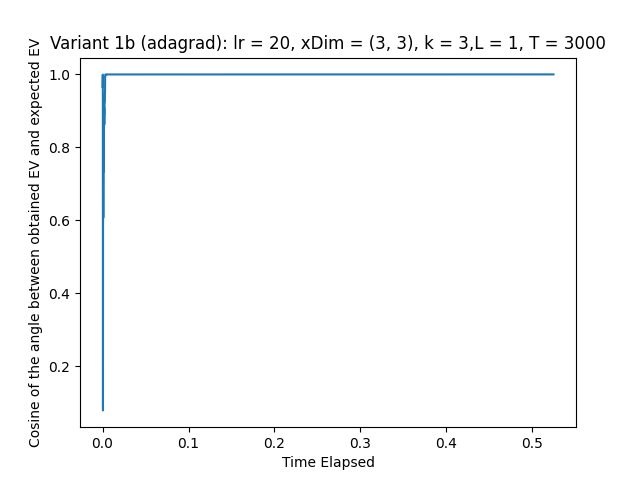 Variant 1b (adagrad): lr = 20, xDim = (3, 3), k = 3,L = 1, T = 3000
Cosine of the angle between obtained EV and expected EV
1.0
0.8
0.6
0.4
0.2
0.0 0.1 0.2 0.3 0.4 0.5
Time Elapsed